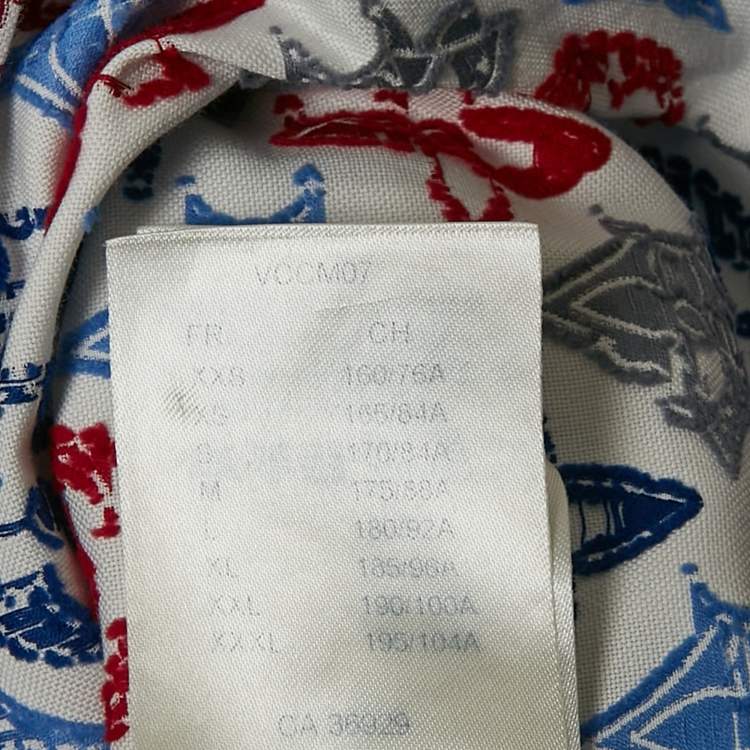 VCCM07
FR CH
XXS 160/76A
XS 165/84A
S 170/84A
M 175/88A
L 180/92A
XL 185/96A
XXL 190/100A
XXXL 195/104A
CA 36929